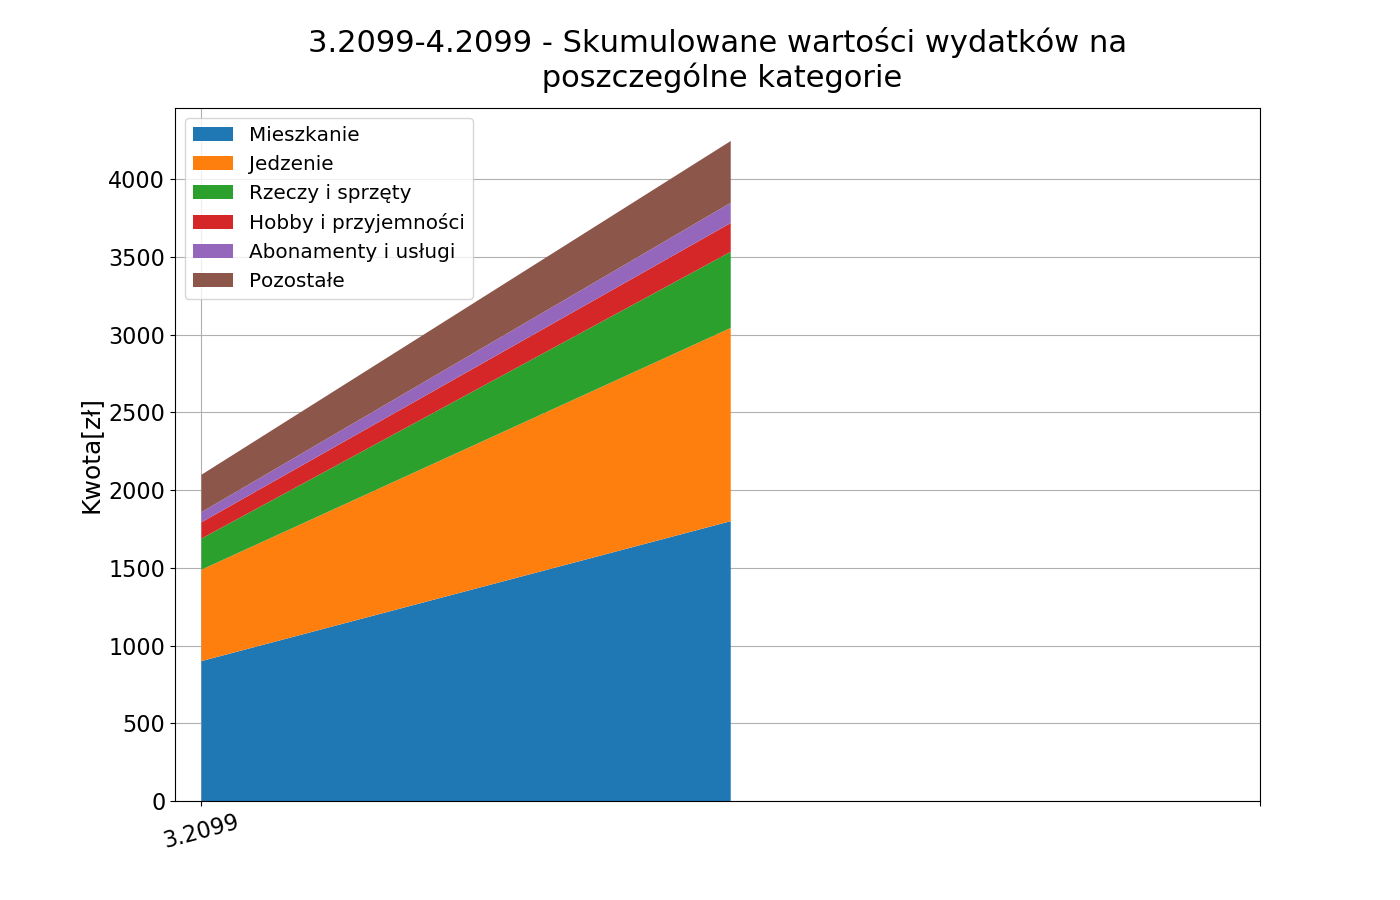 3.2099-4.2099 - Skumulowane wartości wydatków na
poszczególne kategorie
Mieszkanie
Jedzenie
Rzeczy i sprzęty
Hobby i przyjemności
Abonamenty i usługi
Pozostałe
Kwota[zł]
4000
3500
3000
2500
2000
1500
1000
500
0
3.2099